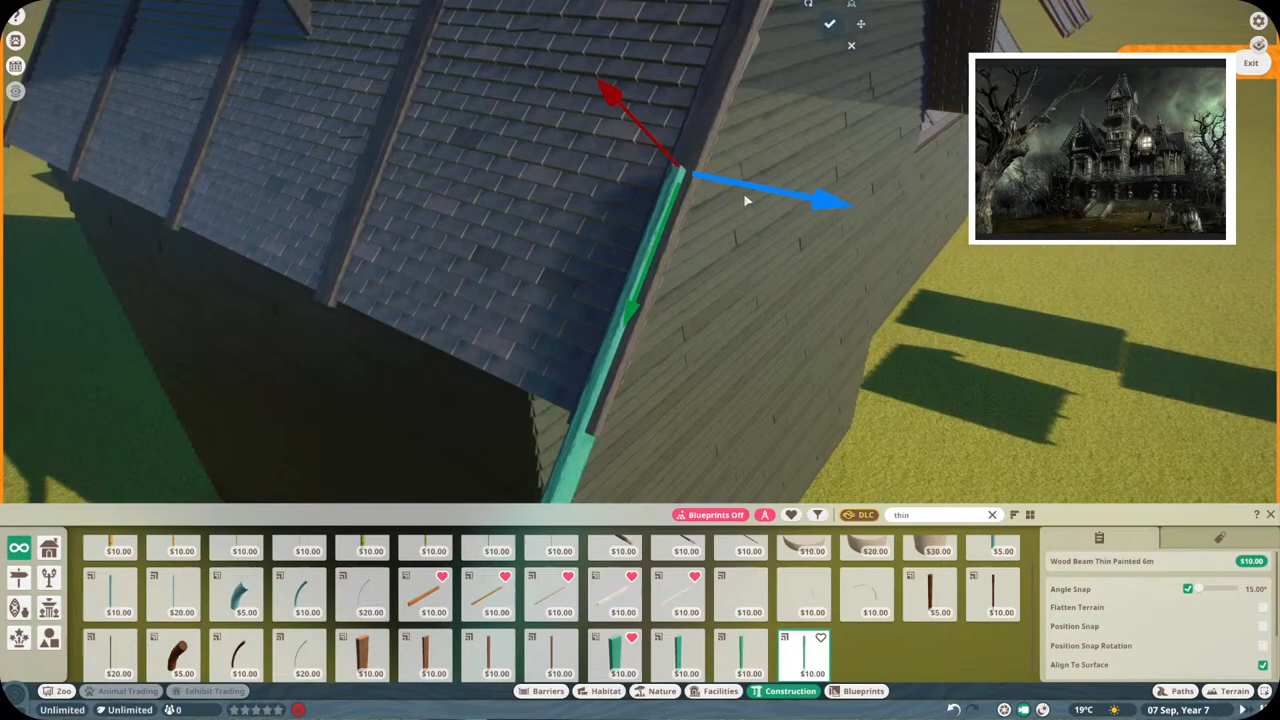 Exit
Blueprints Off
DLC
thin
?
$10.00 $10.00 $10.00 $10.00 $10.00 $10.00 $10.00 $10.00 $10.00 $10.00 $10.00 $10.00 $20.00 $30.00 $5.00
$10.00 $20.00 $5.00 $10.00 $20.00 $10.00 $10.00 $10.00 $10.00 $10.00 $10.00 $10.00 $10.00 $5.00 $10.00
$20.00 $5.00 $10.00 $20.00 $10.00 $10.00 $10.00 $10.00 $10.00 $10.00 $10.00 $10.00
Wood Beam Thin Painted 6m $10.00
Angle Snap 15.00°
Flatten Terrain
Position Snap
Position Snap Rotation
Align To Surface
Zoo Animal Trading Exhibit Trading Barriers Habitat Nature Facilities Construction Blueprints Paths Terrain
Unlimited Unlimited 0 19°C 07 Sep, Year 7